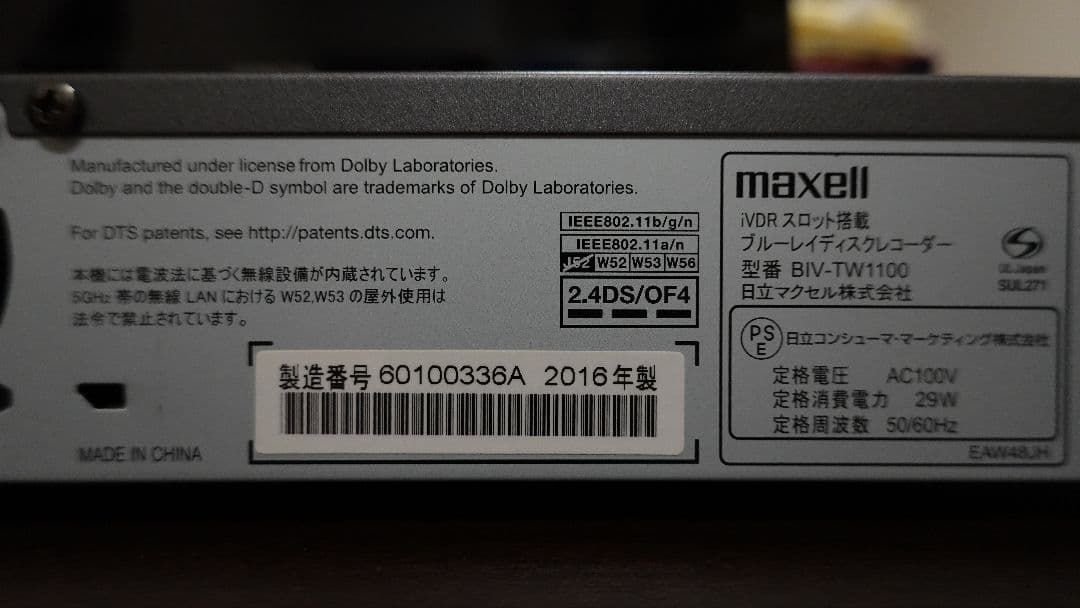 Manufactured under license from Dolby Laboratories.
Dolby and the double-D symbol are trademarks of Dolby Laboratories.
For DTS patents, see http://patents.dts.com.
本機には電波法に基づく無線設備が内蔵されています。
5GHz 帯の無線 LAN における W52,W53 の屋外使用は
法令で禁止されています。
IEEE802.11b/g/n
IEEE802.11a/n
J52 W52 W53 W56
2.4DS/OF4
製造番号 60100336A 2016年製
MADE IN CHINA
maxell
iVDR スロット搭載
ブルーレイディスクレコーダー
型番 BIV-TW1100
日立マクセル株式会社
UL Japan
SUL271
PS
E
日立コンシューマ・マーケティング株式会社
定格電圧 AC100V
定格消費電力 29W
定格周波数 50/60Hz
EAW48JH